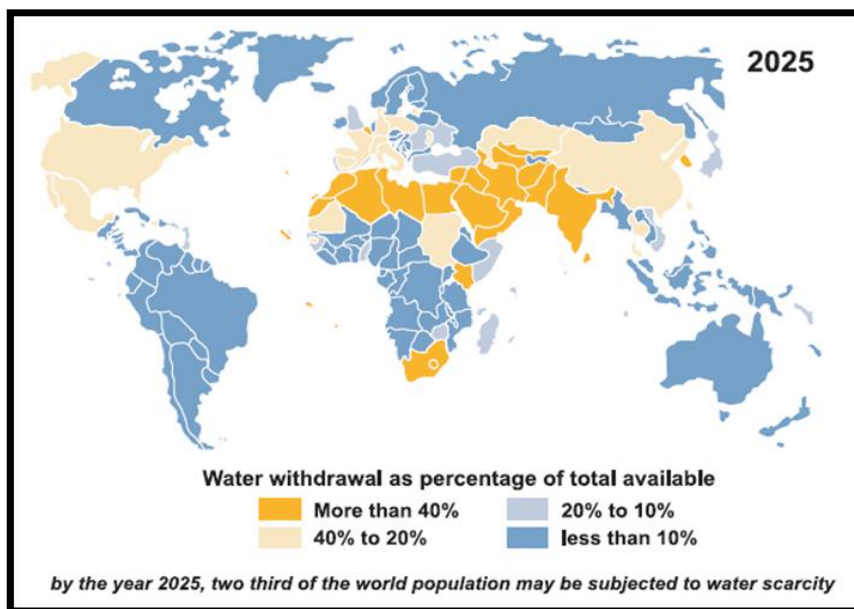 2025
Water withdrawal as percentage of total available
More than 40%
20% to 10%
40% to 20%
less than 10%
by the year 2025, two third of the world population may be subjected to water scarcity